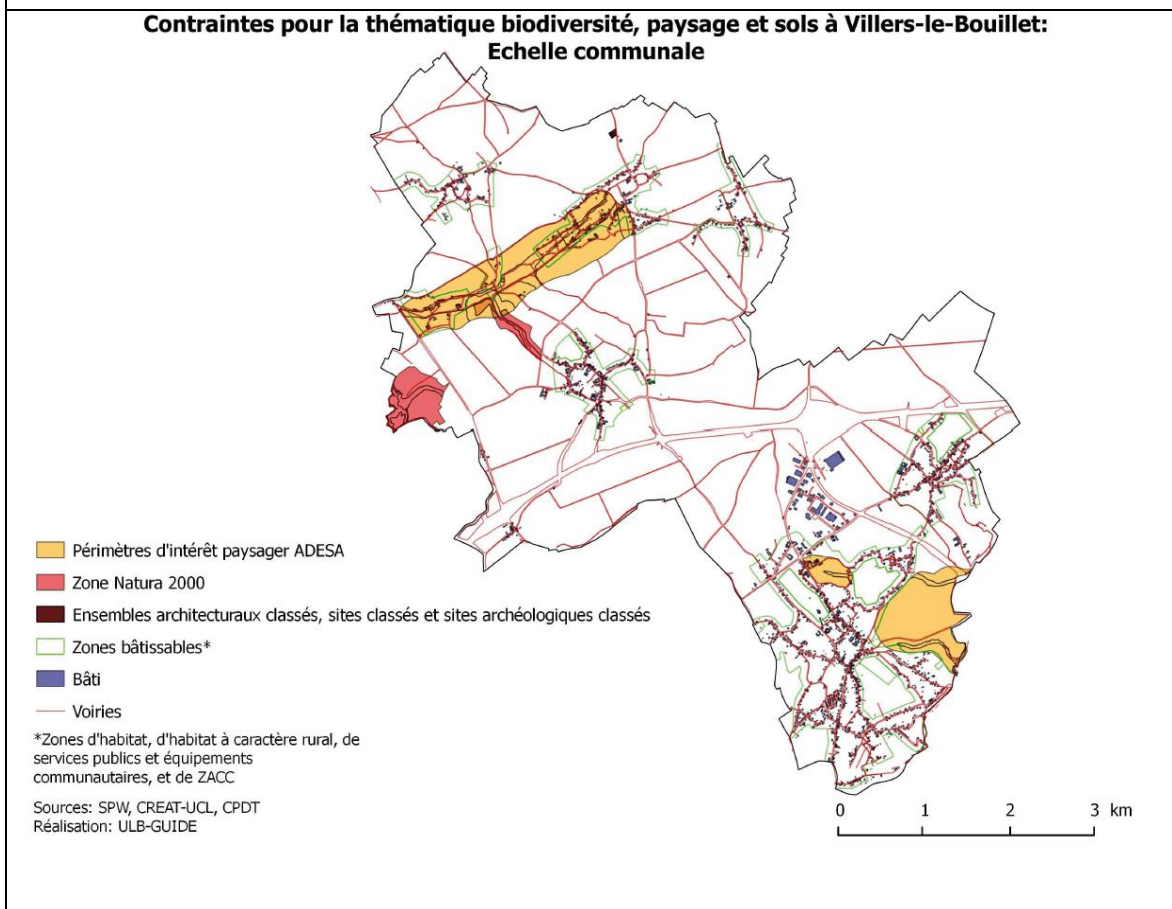 Contraintes pour la thématique biodiversité, paysage et sols à Villers-le-Bouillet:
Echelle communale
Périmètres d'intérêt paysager ADESA
Zone Natura 2000
Ensembles architecturaux classés, sites classés et sites archéologiques classés
Zones bâtissables*
Bâti
Voiries
*Zones d'habitat, d'habitat à caractère rural, de
services publics et équipements
communautaires, et de ZACC
Sources: SPW, CREAT-UCL, CPDT
Réalisation: ULB-GUIDE
0 1 2 3 km